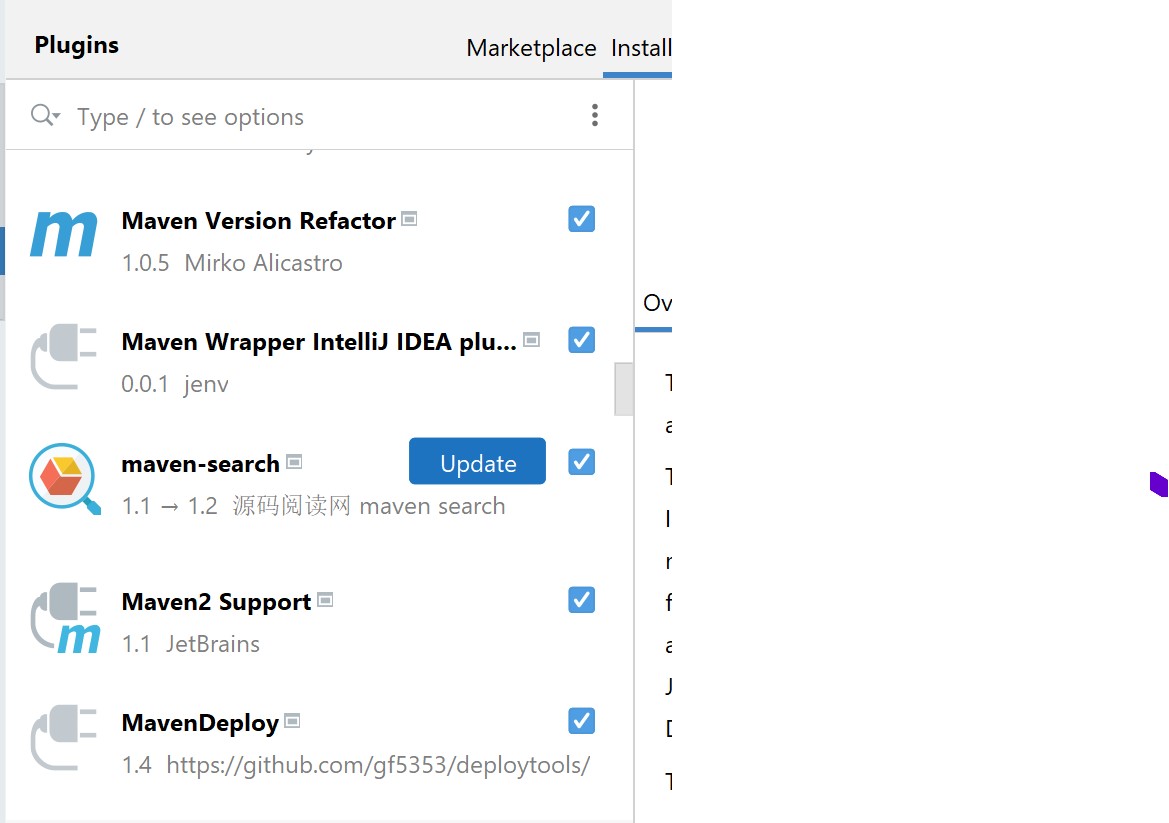 Plugins
Marketplace Install
Type / to see options
Maven Version Refactor
1.0.5 Mirko Alicastro
Maven Wrapper IntelliJ IDEA plu...
0.0.1 jenv
maven-search
Update
1.1 → 1.2 源码阅读网 maven search
Maven2 Support
1.1 JetBrains
MavenDeploy
1.4 https://github.com/gf5353/deploytools/
Ov